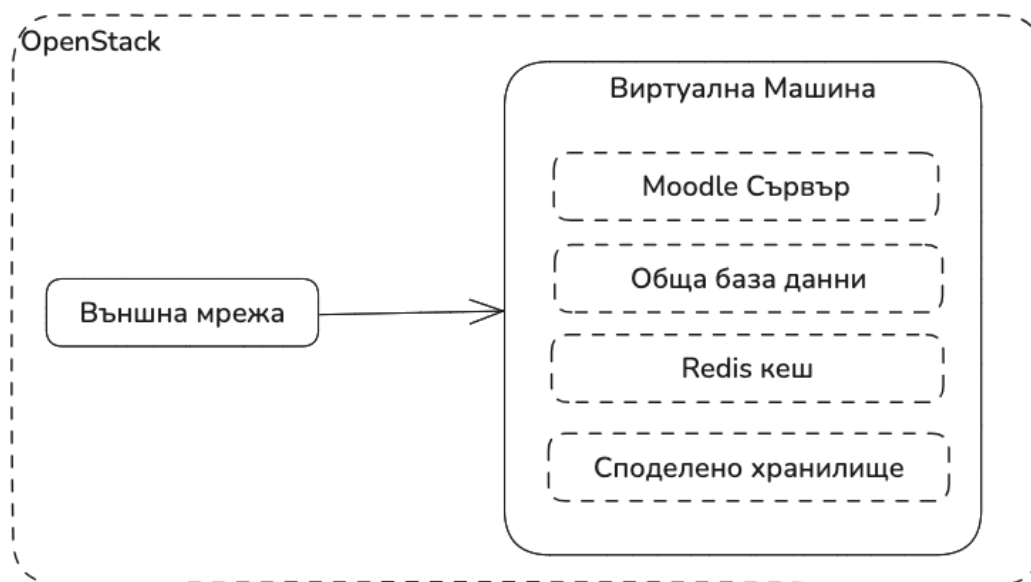 OpenStack
Виртуална Машина
Moodle Сървър
Обща база данни
Външна мрежа
Redis кеш
Споделено хранилище